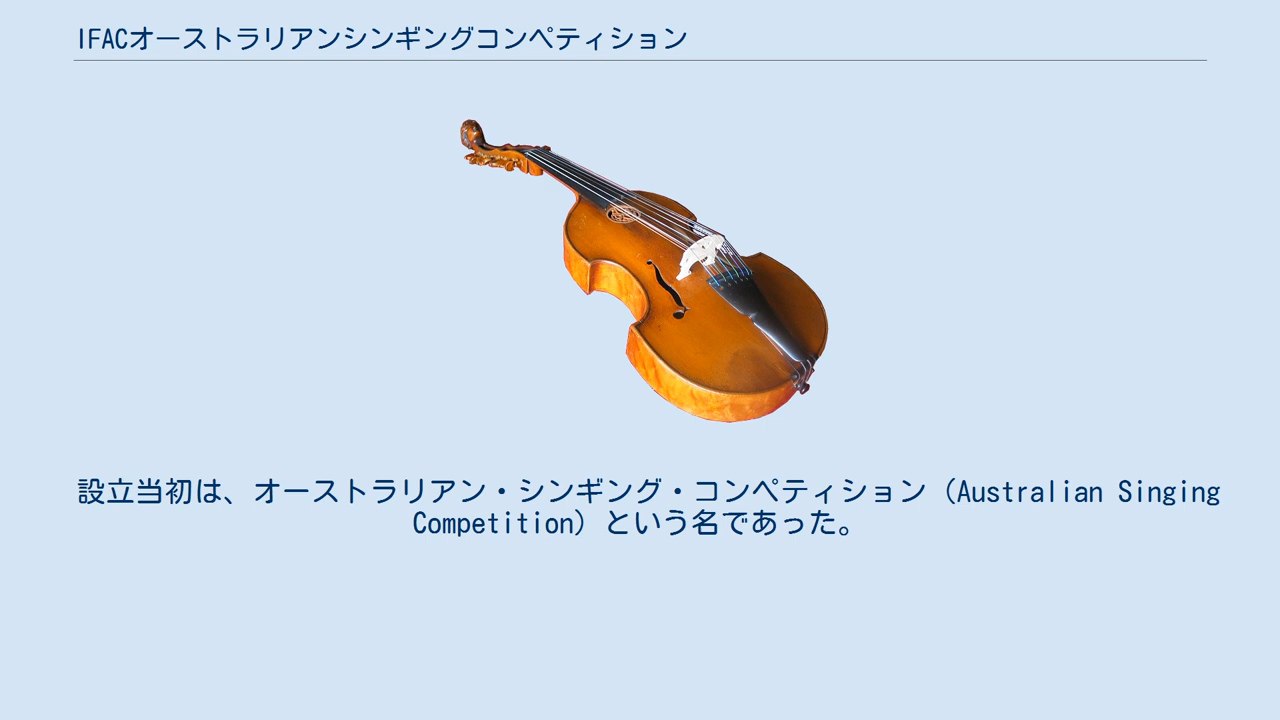 IFACオーストラリアンシンギングコンペティション
設立当初は、オーストラリアン・シンギング・コンペティション（Australian Singing
Competition）という名であった。